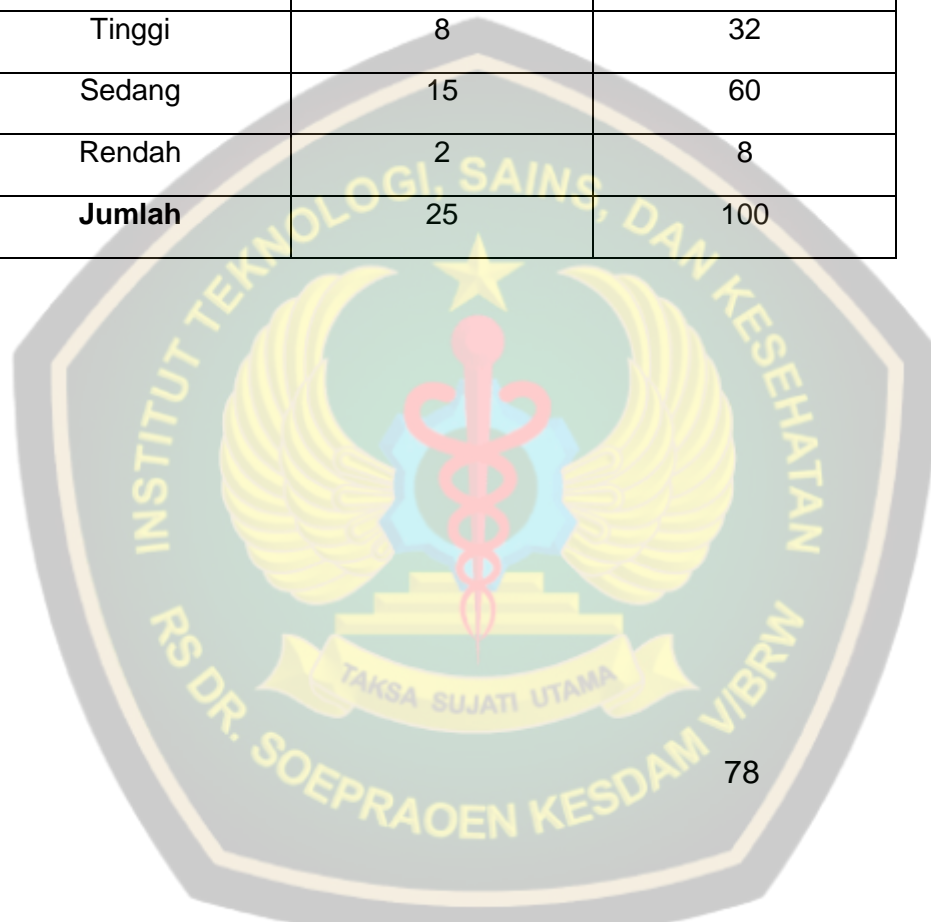 Tinggi 8 32
Sedang 15 60
Rendah 2 8
Jumlah 25 100
INSTITUT TEKNOLOGI, SAINS, DAN KESEHATAN
TAKSA SUJATI UTAMA
RS DR. SOEPRAOEN KESDAM V/BRW
78